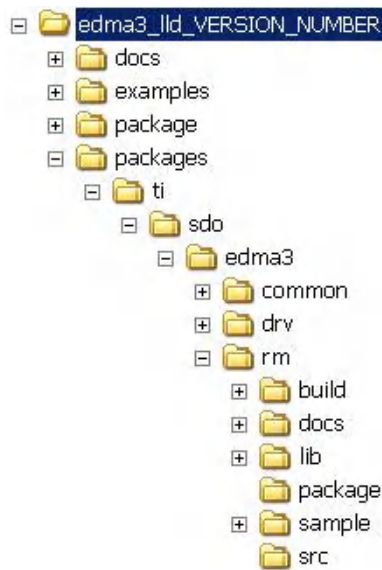 edma3_lld_VERSION_NUMBER
docs
examples
package
packages
ti
sdo
edma3
common
drv
rm
build
docs
lib
package
sample
src